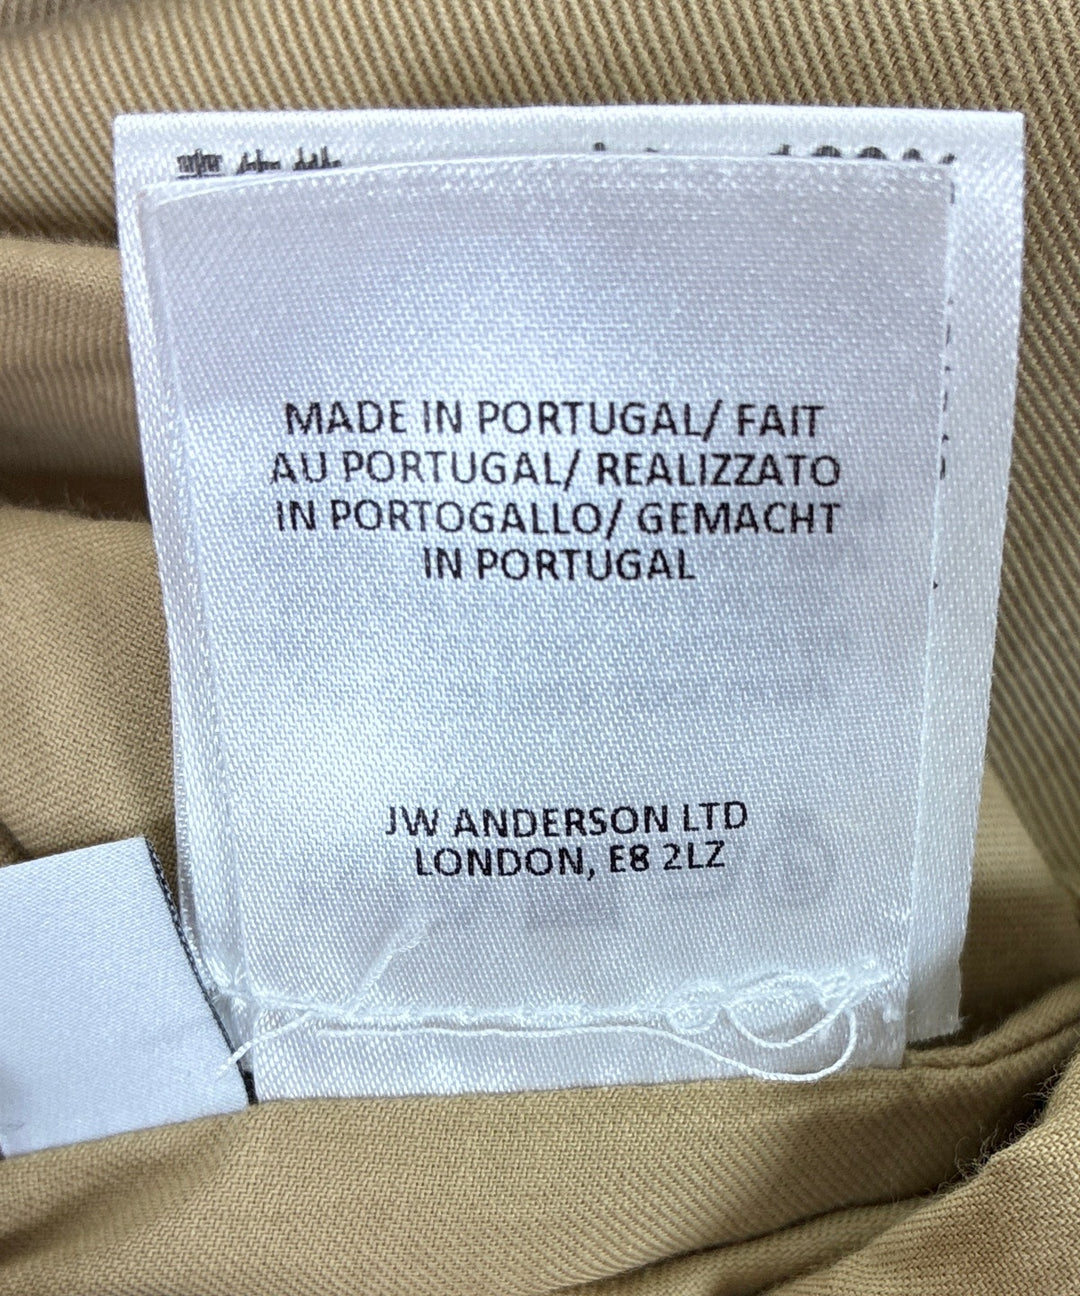 MADE IN PORTUGAL/ FAIT
AU PORTUGAL/ REALIZZATO
IN PORTOGALLO/ GEMACHT
IN PORTUGAL
JW ANDERSON LTD
LONDON, E8 2LZ